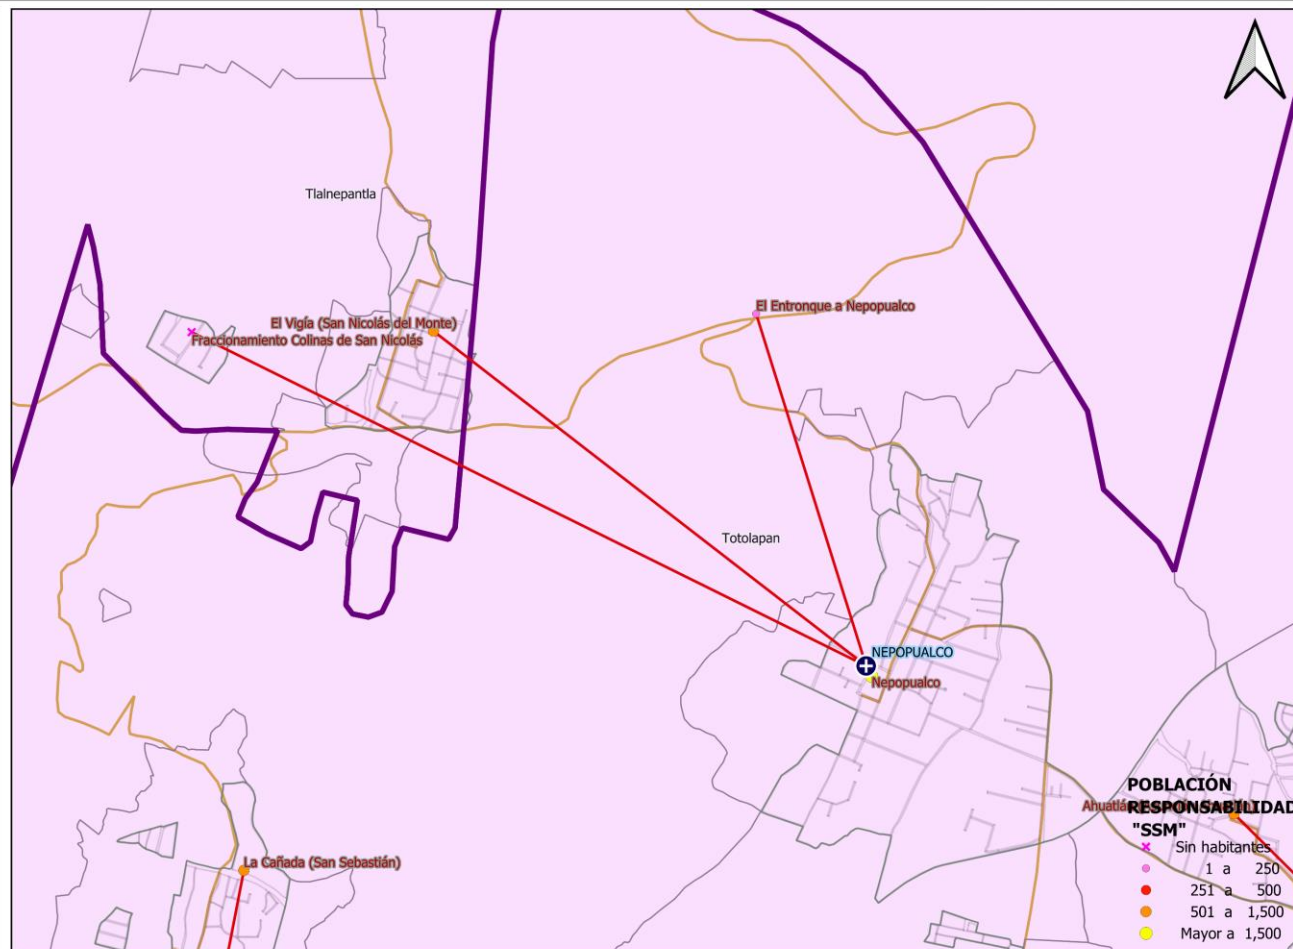 Tlalnepantla
El Entronque a Nepopualco
El Vigía (San Nicolás del Monte)
Fraccionamiento Colinas de San Nicolás
Totolapan
NEPOPUALCO
Nepopualco
La Cañada (San Sebastián)
POBLACIÓN
RESPONSABILIDAD
"SSM"
Sin habitantes
1 a 250
251 a 500
501 a 1,500
Mayor a 1,500